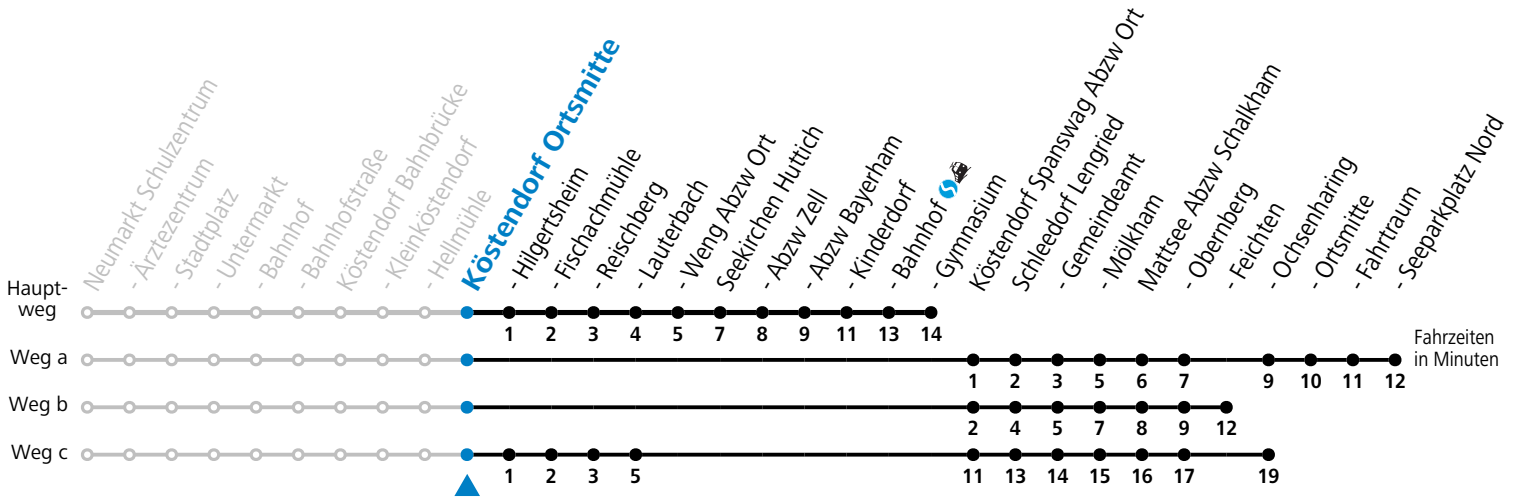 Neumarkt Schulzentrum
- Ärztezentrum
- Stadtplatz
- Untermarkt
- Bahnhof
- Bahnhofstraße
Köstendorf Bahnbrücke
- Kleinköstendorf
- Hellmühle
Köstendorf Ortsmitte
- Hilgertsheim
- Fischachmühle
- Reischberg
- Lauterbach
- Weng Abzw Ort
Seekirchen Huttich
- Abzw Zell
- Abzw Bayerham
- Kinderdorf
- Bahnhof
- Gymnasium
Köstendorf Spanswag Abzw Ort
Schleedorf Lengried
- Gemeindeamt
- Mölkham
Mattsee Abzw Schalkham
- Obernberg
- Feichten
- Ochsenharing
- Ortsmitte
- Fahrtraum
- Seeparkplatz Nord
Haupt-
weg
1 2 3 4 5 7 8 9 11 13 14
Fahrzeiten
in Minuten
Weg a
1 2 3 5 6 7 9 10 11 12
Weg b
2 4 5 7 8 9 12
Weg c
1 2 3 5 11 13 14 15 16 17 19